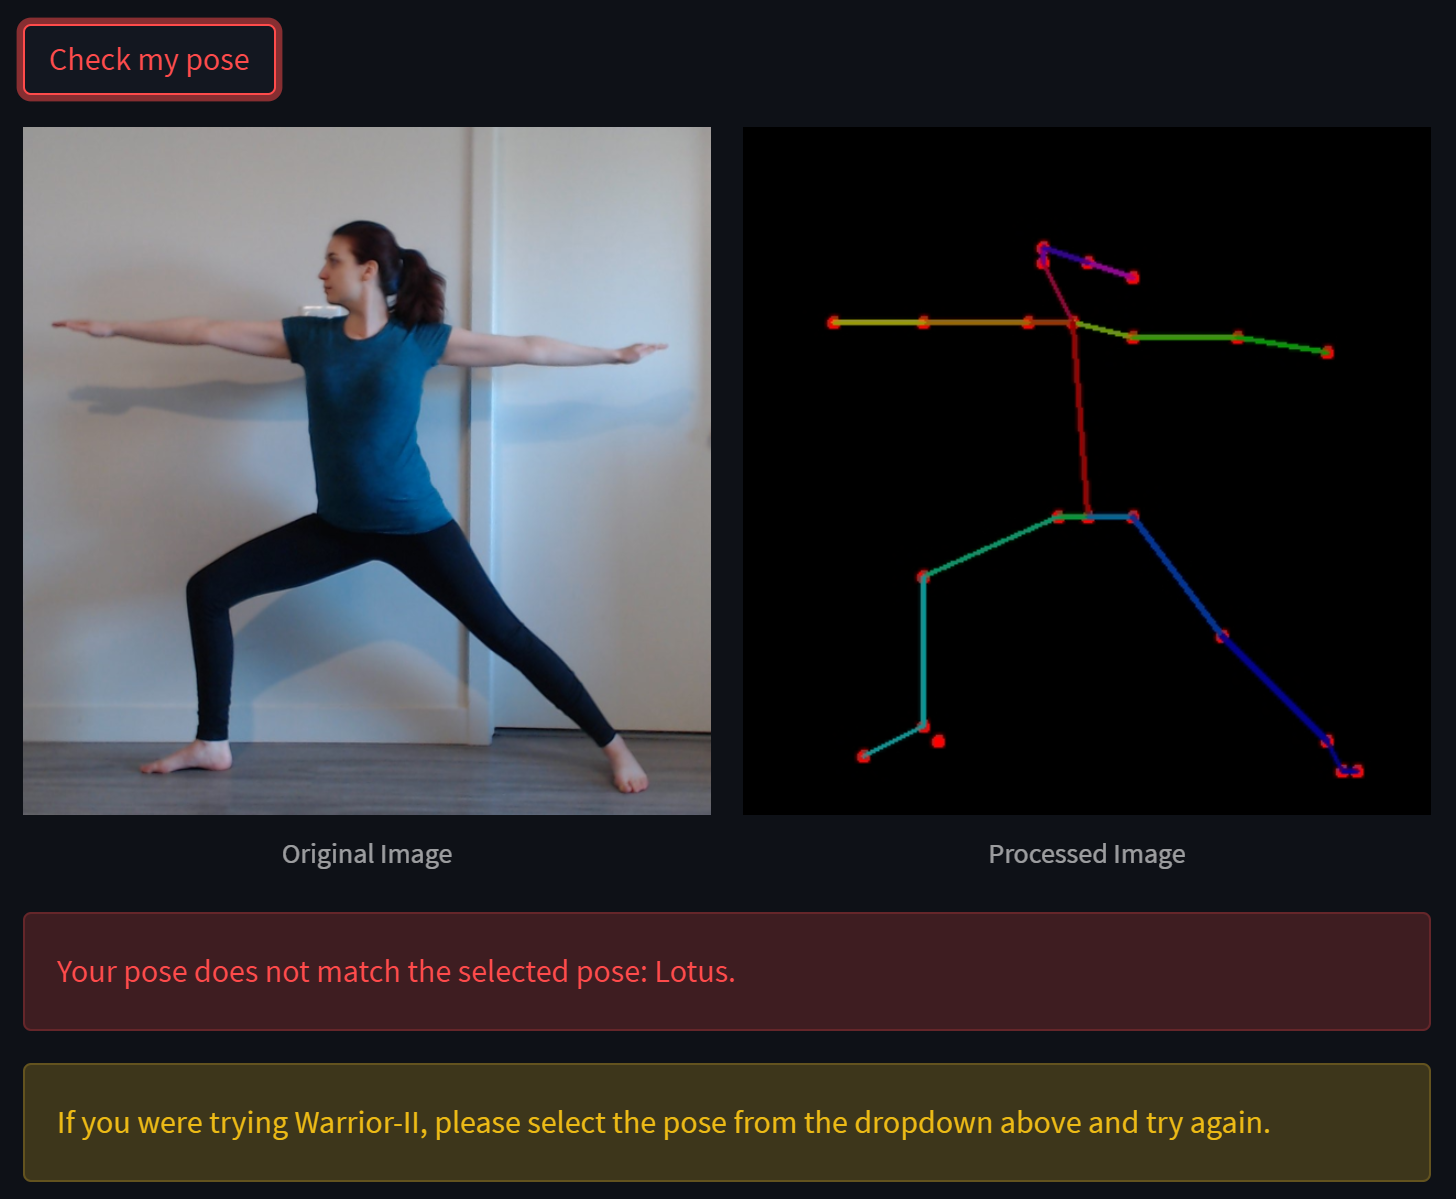 Check my pose
Original Image
Processed Image
Your pose does not match the selected pose: Lotus.
If you were trying Warrior-II, please select the pose from the dropdown above and try again.